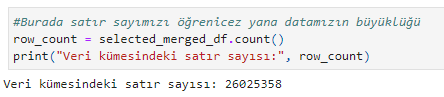 #Burada satır sayımızı öğrenicez yana datamızın büyüklüğü
row_count = selected_merged_df.count()
print("Veri kümesindeki satır sayısı:", row_count)
Veri kümesindeki satır sayısı: 26025358